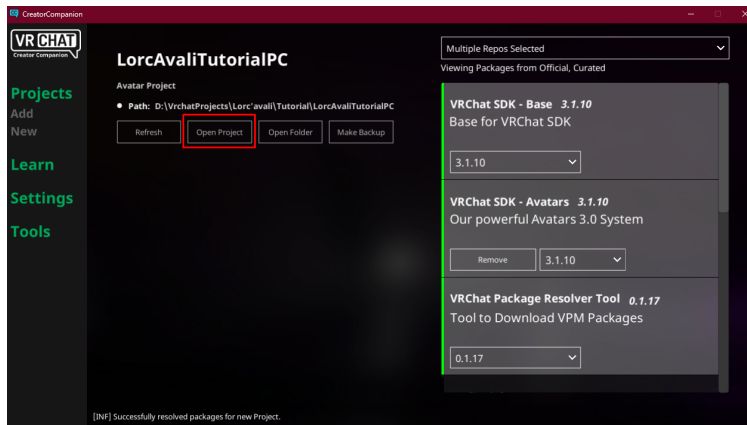 CreatorCompanion
VR CHAT
Creator Companion
Projects
Add
New
Learn
Settings
Tools
LorcAvaliTutorialPC
Avatar Project
Path: D:\VrchatProjects\Lorc'avali\Tutorial\LorcAvaliTutorialPC
Refresh
Open Project
Open Folder
Make Backup
[INF] Successfully resolved packages for new Project.
Multiple Repos Selected
Viewing Packages from Official, Curated
VRChat SDK - Base 3.1.10
Base for VRChat SDK
3.1.10
VRChat SDK - Avatars 3.1.10
Our powerful Avatars 3.0 System
Remove
3.1.10
VRChat Package Resolver Tool 0.1.17
Tool to Download VPM Packages
0.1.17